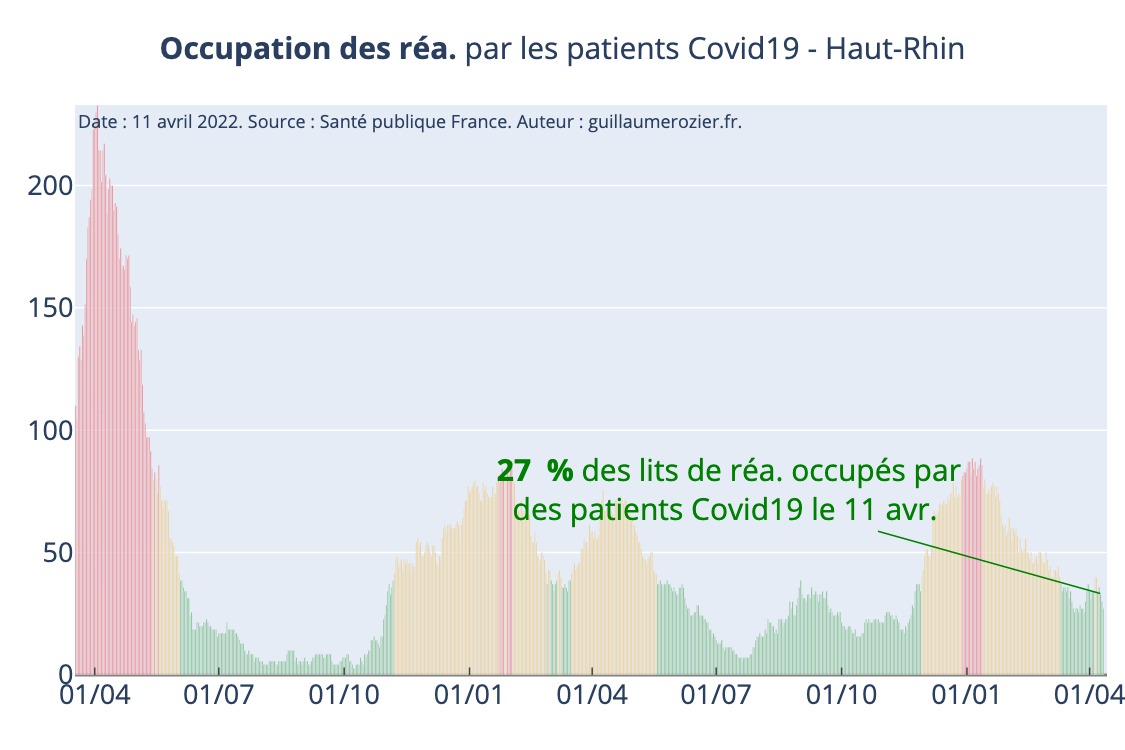 Occupation des réa. par les patients Covid19 - Haut-Rhin
Date : 11 avril 2022. Source : Santé publique France. Auteur : guillaumerozier.fr.
200
150
100
27 % des lits de réa. occupés par
des patients Covid19 le 11 avr.
50
0
01/04 01/07 01/10 01/01 01/04 01/07 01/10 01/01 01/04